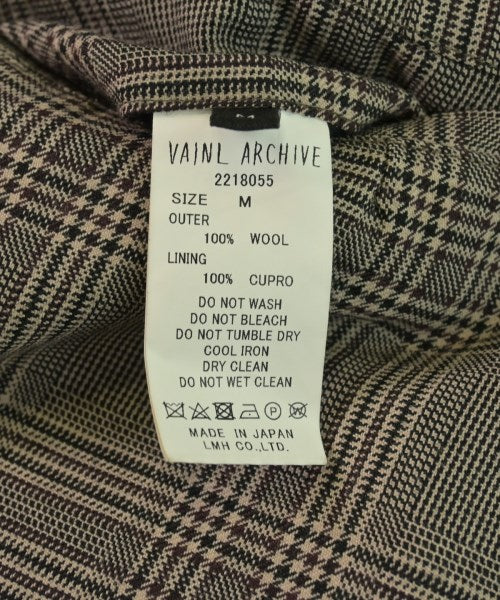 VAINL ARCHIVE
2218055
SIZE M
OUTER
100% WOOL
LINING
100% CUPRO
DO NOT WASH
DO NOT BLEACH
DO NOT TUMBLE DRY
COOL IRON
DRY CLEAN
DO NOT WET CLEAN
MADE IN JAPAN
LMH CO.,LTD.